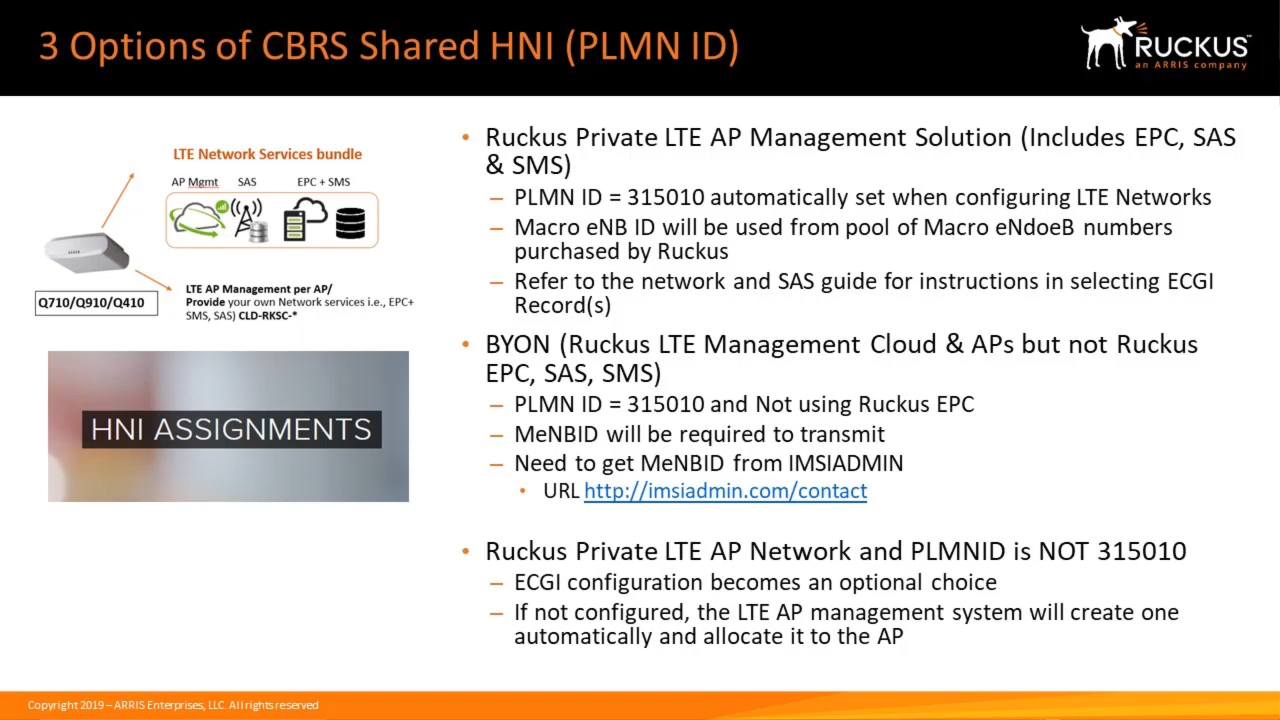 3 Options of CBRS Shared HNI (PLMN ID)
RUCKUS™
an ARRIS company
LTE Network Services bundle
AP Mgmt SAS EPC + SMS
Q710/Q910/Q410
LTE AP Management per AP/
Provide your own Network services i.e., EPC+
SMS, SAS) CLD-RKSC-*
HNI ASSIGNMENTS
• Ruckus Private LTE AP Management Solution (Includes EPC, SAS
& SMS)
– PLMN ID = 315010 automatically set when configuring LTE Networks
– Macro eNB ID will be used from pool of Macro eNdoeB numbers
purchased by Ruckus
– Refer to the network and SAS guide for instructions in selecting ECGI
Record(s)
• BYON (Ruckus LTE Management Cloud & APs but not Ruckus
EPC, SAS, SMS)
– PLMN ID = 315010 and Not using Ruckus EPC
– MeNBID will be required to transmit
– Need to get MeNBID from IMSIADMIN
• URL http://imsiadmin.com/contact
• Ruckus Private LTE AP Network and PLMNID is NOT 315010
– ECGI configuration becomes an optional choice
– If not configured, the LTE AP management system will create one
automatically and allocate it to the AP
Copyright 2019 – ARRIS Enterprises, LLC. All rights reserved